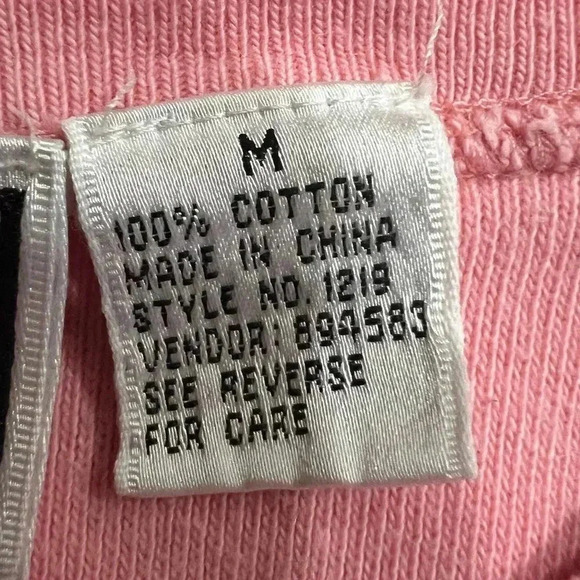 M
100% COTTON
MADE IN CHINA
STYLE NO. 1219
VENDOR: 894583
SEE REVERSE
FOR CARE